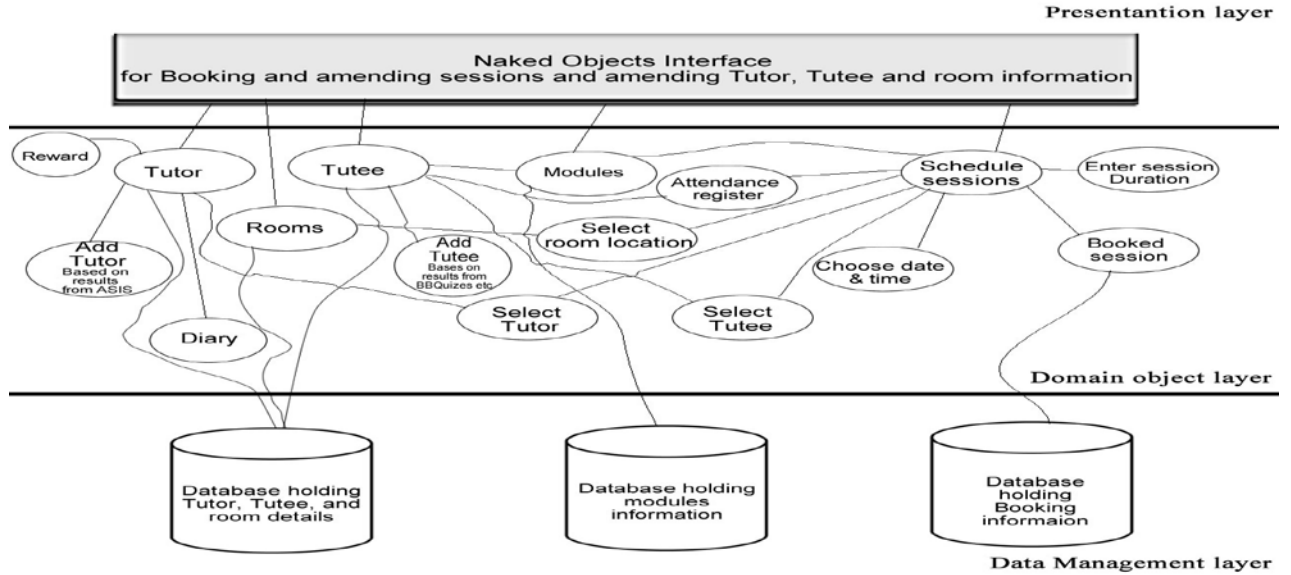 Presentantion layer
Naked Objects Interface
for Booking and amending sessions and amending Tutor, Tutee and room information
Reward
Tutor
Tutee
Modules
Schedule
sessions
Enter session
Duration
Attendance
register
Rooms
Select
room location
Booked
session
Add
Tutor
Based on
results
from ASIS
Add
Tutee
Bases on
results from
BBQuizes etc
Choose date
& time
Select
Tutor
Select
Tutee
Diary
Domain object layer
Database holding
Tutor, Tutee, and
room details
Database holding
modules
information
Database
holding
Booking
informaion
Data Management layer